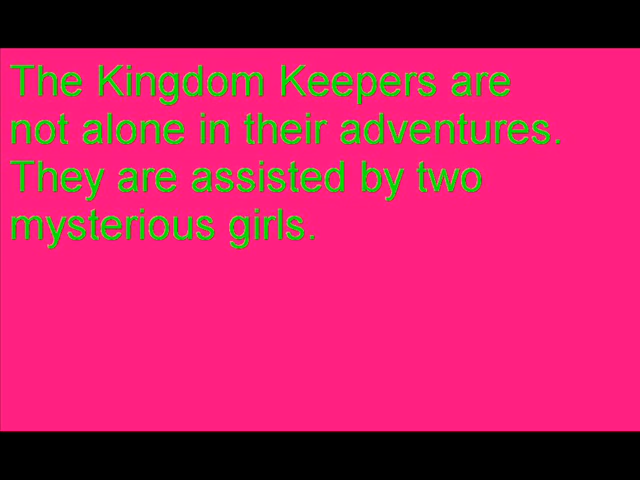 The Kingdom Keepers are
not alone in their adventures.
They are assisted by two
mysterious girls.